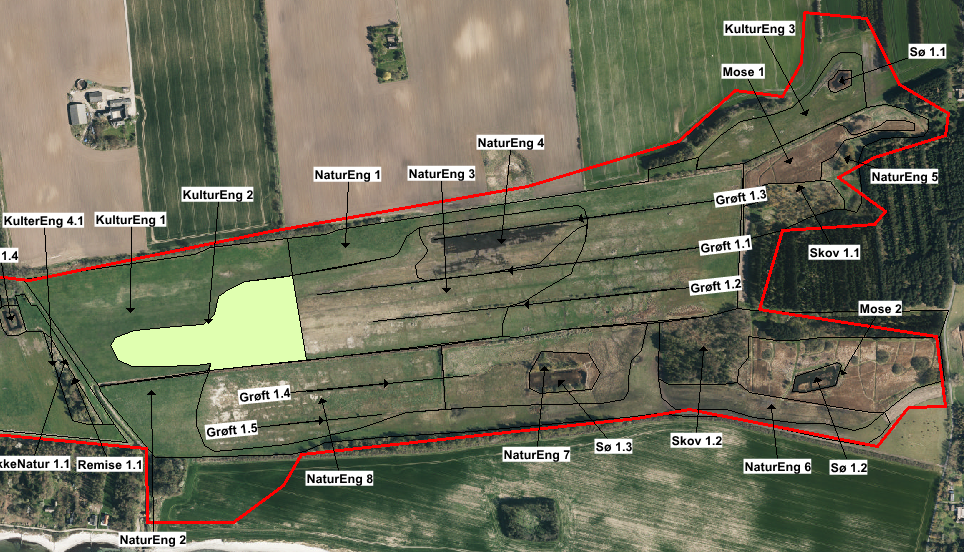 KulturEng 3
Sø 1.1
Mose 1
NaturEng 4
NaturEng 1
NaturEng 3
NaturEng 5
KulturEng 2
Grøft 1.3
KulterEng 4.1
KulturEng 1
Grøft 1.1
Skov 1.1
1.4
Grøft 1.2
Mose 2
Grøft 1.4
Grøft 1.5
Skov 1.2
Sø 1.3
NaturEng 7
kkeNatur 1.1
Remise 1.1
NaturEng 6
Sø 1.2
NaturEng 8
NaturEng 2